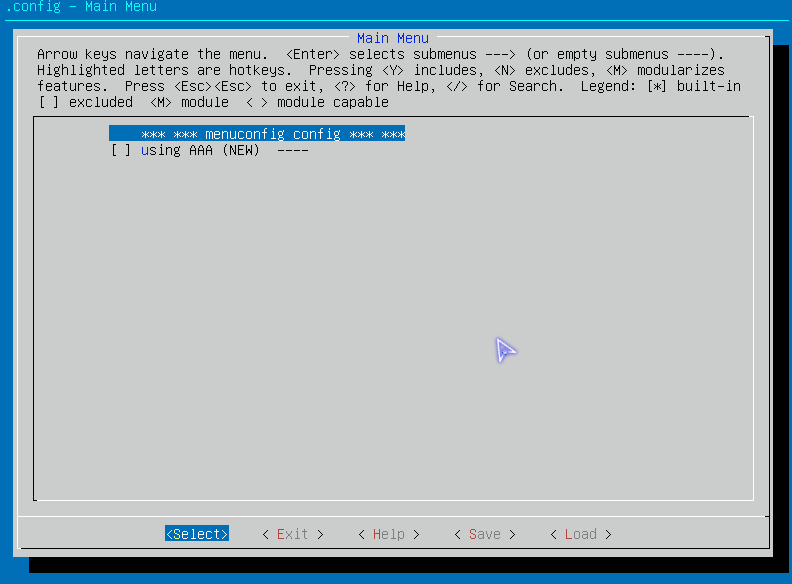 .config - Main Menu
Main Menu
Arrow keys navigate the menu.  <Enter> selects submenus ---> (or empty submenus ----).
Highlighted letters are hotkeys.  Pressing <Y> includes, <N> excludes, <M> modularizes
features.  Press <Esc><Esc> to exit, <?> for Help, </> for Search.  Legend: [*] built-in
[ ] excluded  <M> module  < > module capable
*** *** menuconfig config *** ***
[ ] using AAA (NEW)  ----
<Select>    < Exit >    < Help >    < Save >    < Load >